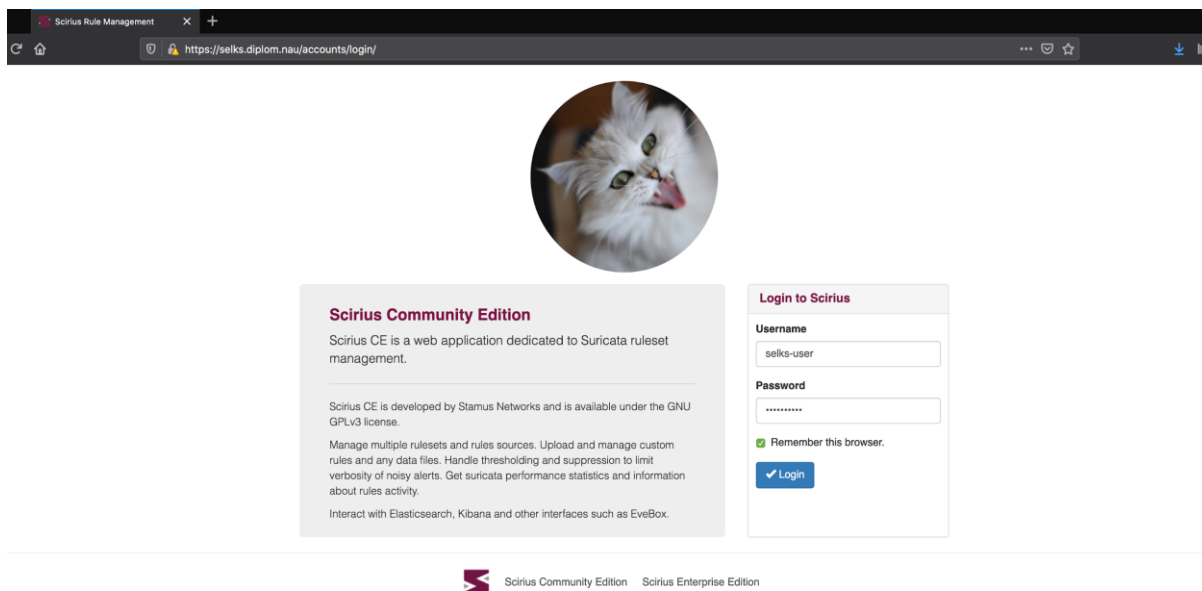 Scirius Rule Management
https://selks.diplom.nau/accounts/login/
Scirius Community Edition
Scirius CE is a web application dedicated to Suricata ruleset
management.
Scirius CE is developed by Stamus Networks and is available under the GNU
GPLv3 license.
Manage multiple rulesets and rules sources. Upload and manage custom
rules and any data files. Handle thresholding and suppression to limit
verbosity of noisy alerts. Get suricata performance statistics and information
about rules activity.
Interact with Elasticsearch, Kibana and other interfaces such as EveBox.
Login to Scirius
Username
selks-user
Password
••••••••••
Remember this browser.
Login
Scirius Community Edition Scirius Enterprise Edition